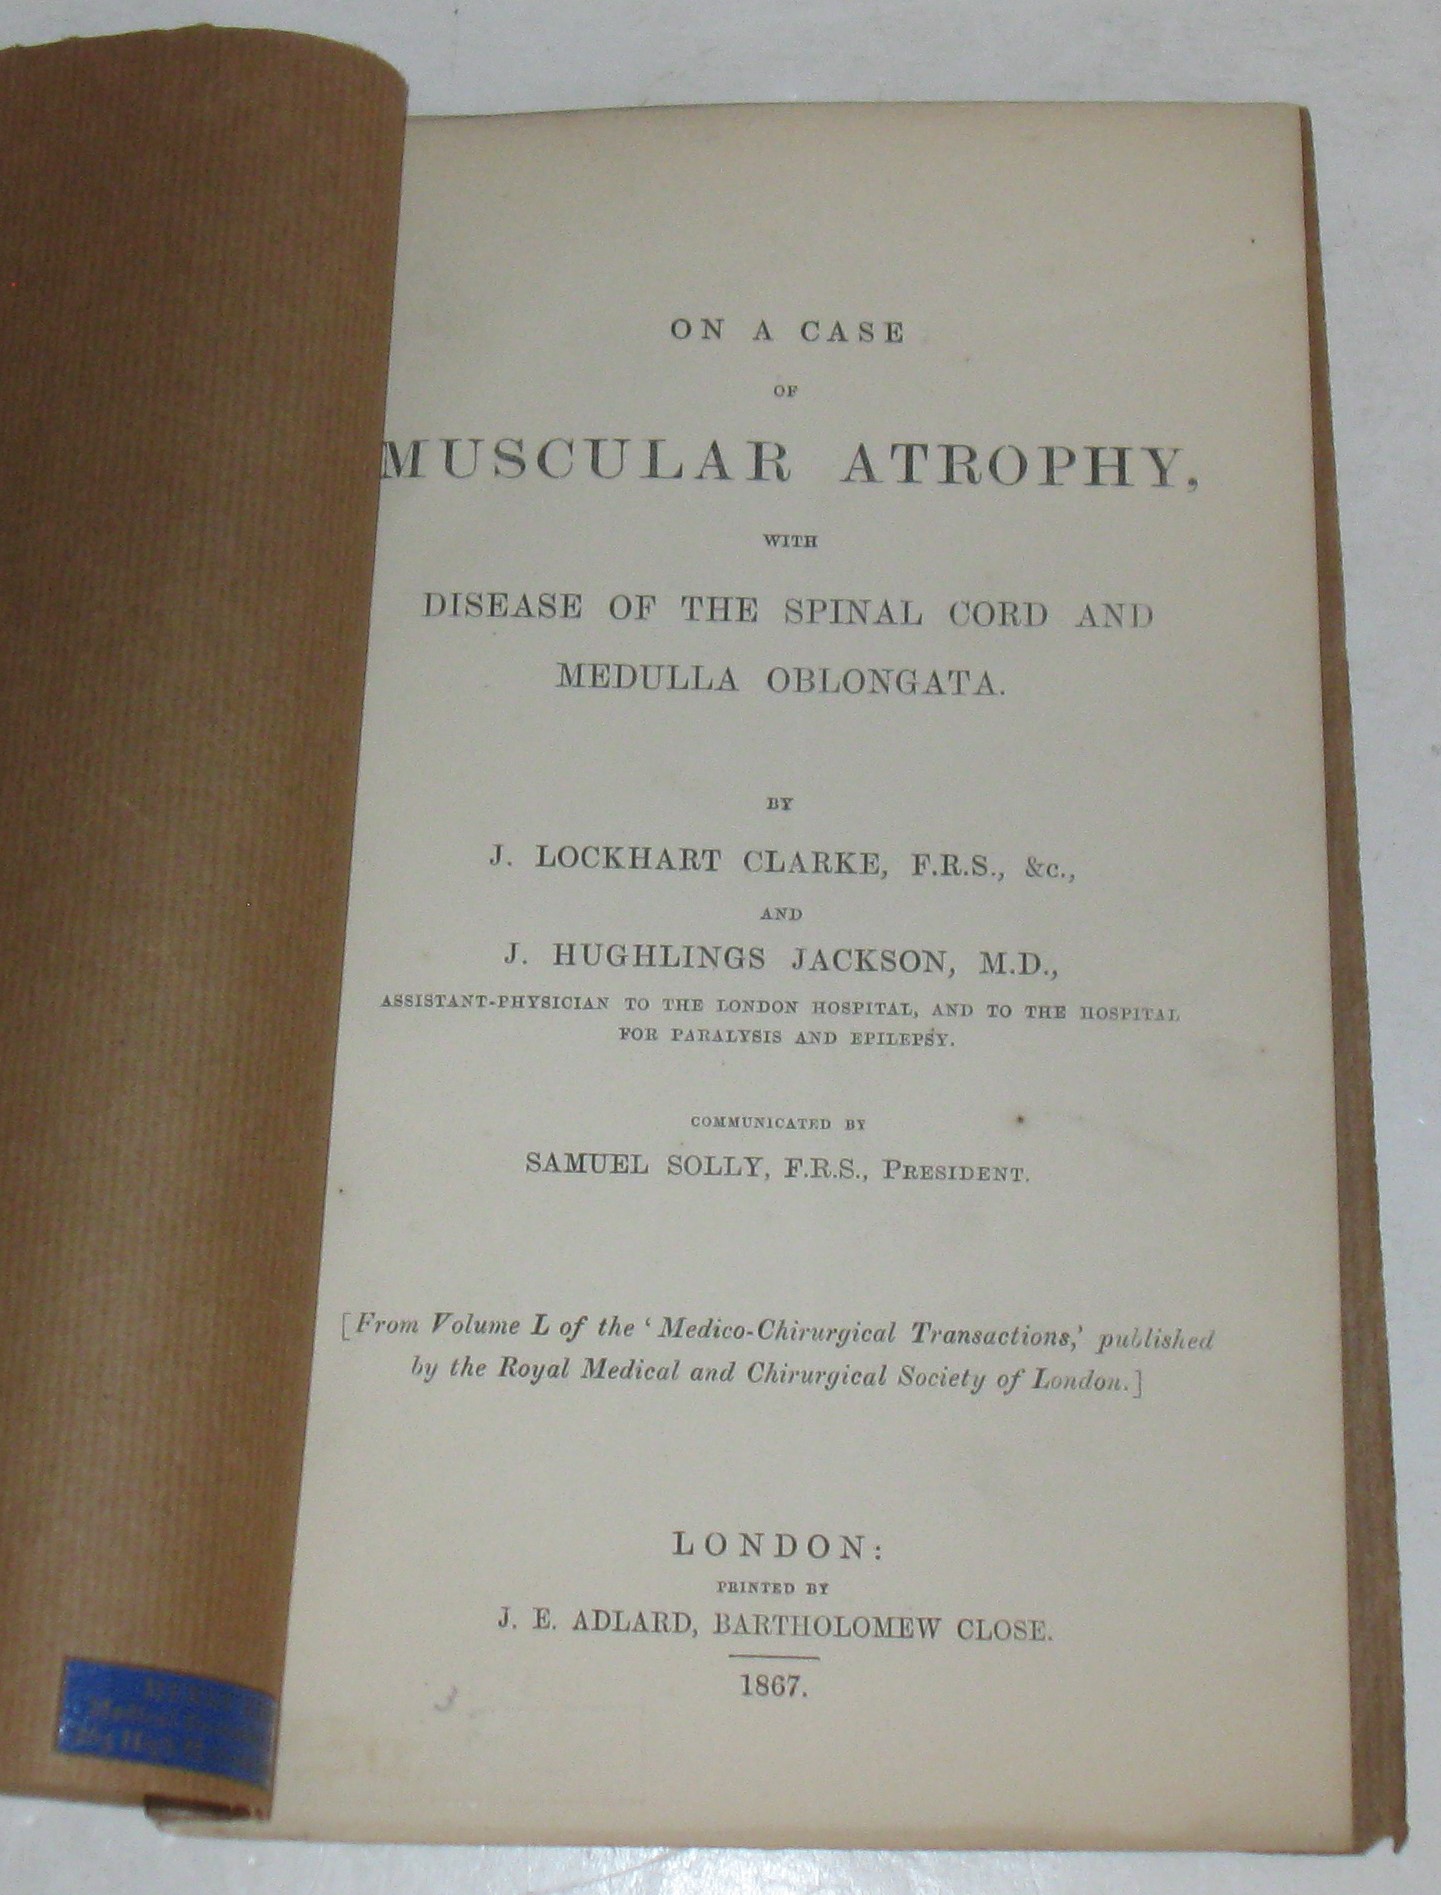 ON A CASE
OF
MUSCULAR ATROPHY,
WITH
DISEASE OF THE SPINAL CORD AND
MEDULLA OBLONGATA.
BY
J. LOCKHART CLARKE, F.R.S., &c.,
AND
J. HUGHLINGS JACKSON, M.D.,
ASSISTANT-PHYSICIAN TO THE LONDON HOSPITAL, AND TO THE HOSPITAL
FOR PARALYSIS AND EPILEPSY.
COMMUNICATED BY
SAMUEL SOLLY, F.R.S., PRESIDENT.
[From Volume L of the ‘Medico-Chirurgical Transactions,’ published
by the Royal Medical and Chirurgical Society of London.]
LONDON:
PRINTED BY
J. E. ADLARD, BARTHOLOMEW CLOSE.
1867.
3